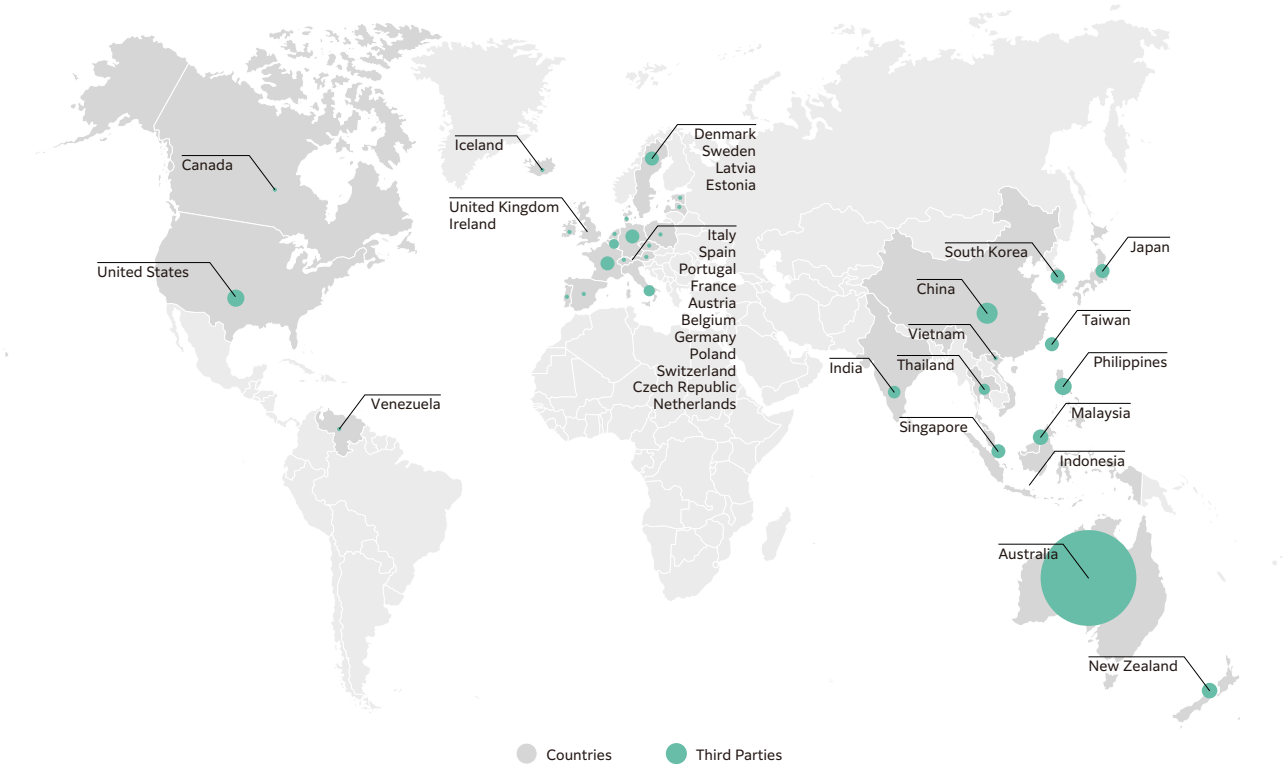 Canada
United States
Iceland
United Kingdom
Ireland
Venezuela
Denmark
Sweden
Latvia
Estonia
Italy
Spain
Portugal
France
Austria
Belgium
Germany
Poland
Switzerland
Czech Republic
Netherlands
South Korea
Japan
China
Taiwan
Vietnam
India
Thailand
Philippines
Singapore
Malaysia
Indonesia
Australia
New Zealand
Countries
Third Parties